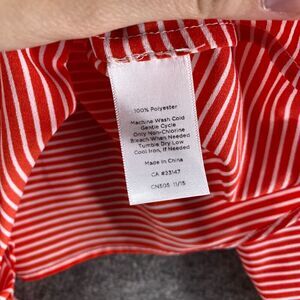 100% Polyester
Machine Wash Cold
Gentle Cycle
Only Non-Chlorine
Bleach When Needed
Tumble Dry Low
Cool Iron, If Needed
Made In China
CA #23147
CN508 11/15